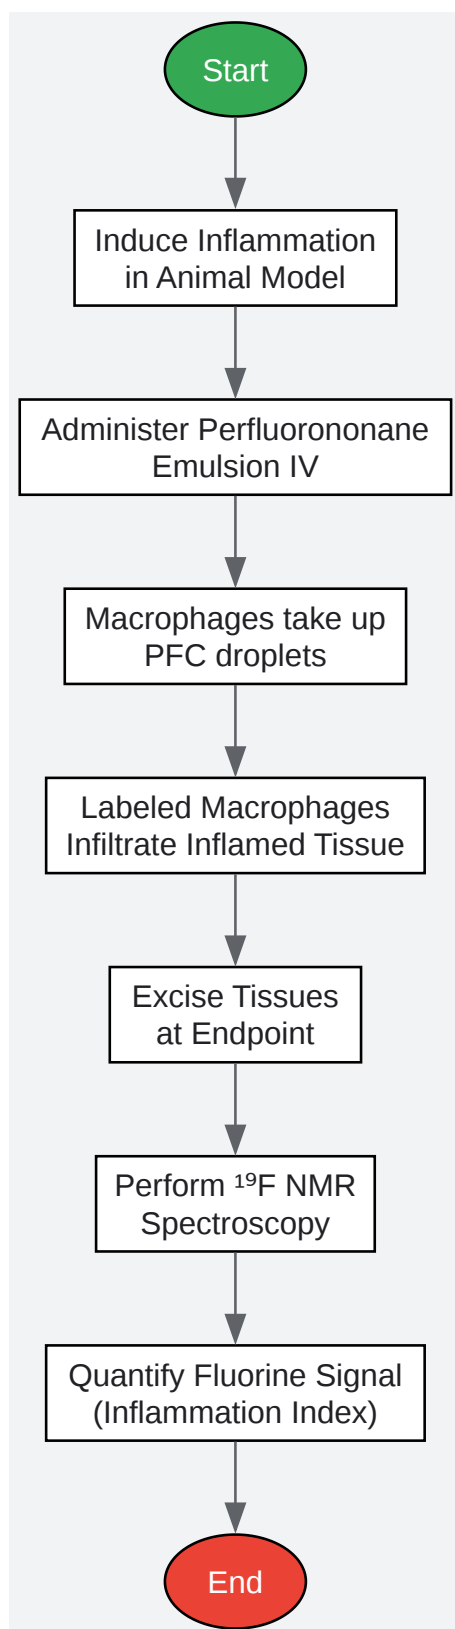 Start
Induce Inflammation
in Animal Model
Administer Perfluorononane
Emulsion IV
Macrophages take up
PFC droplets
Labeled Macrophages
Infiltrate Inflamed Tissue
Excise Tissues
at Endpoint
Perform ¹⁹F NMR
Spectroscopy
Quantify Fluorine Signal
(Inflammation Index)
End